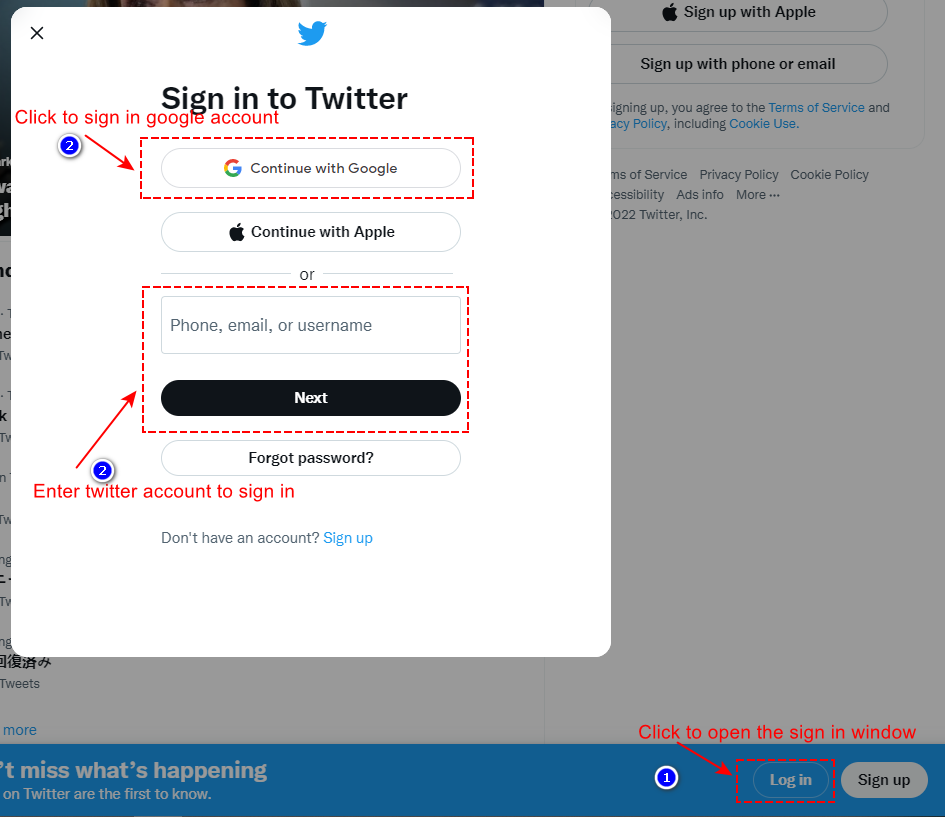 Sign up with Apple
Sign in to Twitter
Sign up with phone or email
Click to sign in google account
signing up, you agree to the Terms of Service and
acy Policy, including Cookie Use.
2
Continue with Google
ms of Service Privacy Policy Cookie Policy
cessibility Ads info More ···
2022 Twitter, Inc.
Continue with Apple
or
Phone, email, or username
Next
Forgot password?
2
Enter twitter account to sign in
Don't have an account? Sign up
回復済み
Tweets
more
Click to open the sign in window
't miss what's happening
on Twitter are the first to know.
1
Log in
Sign up